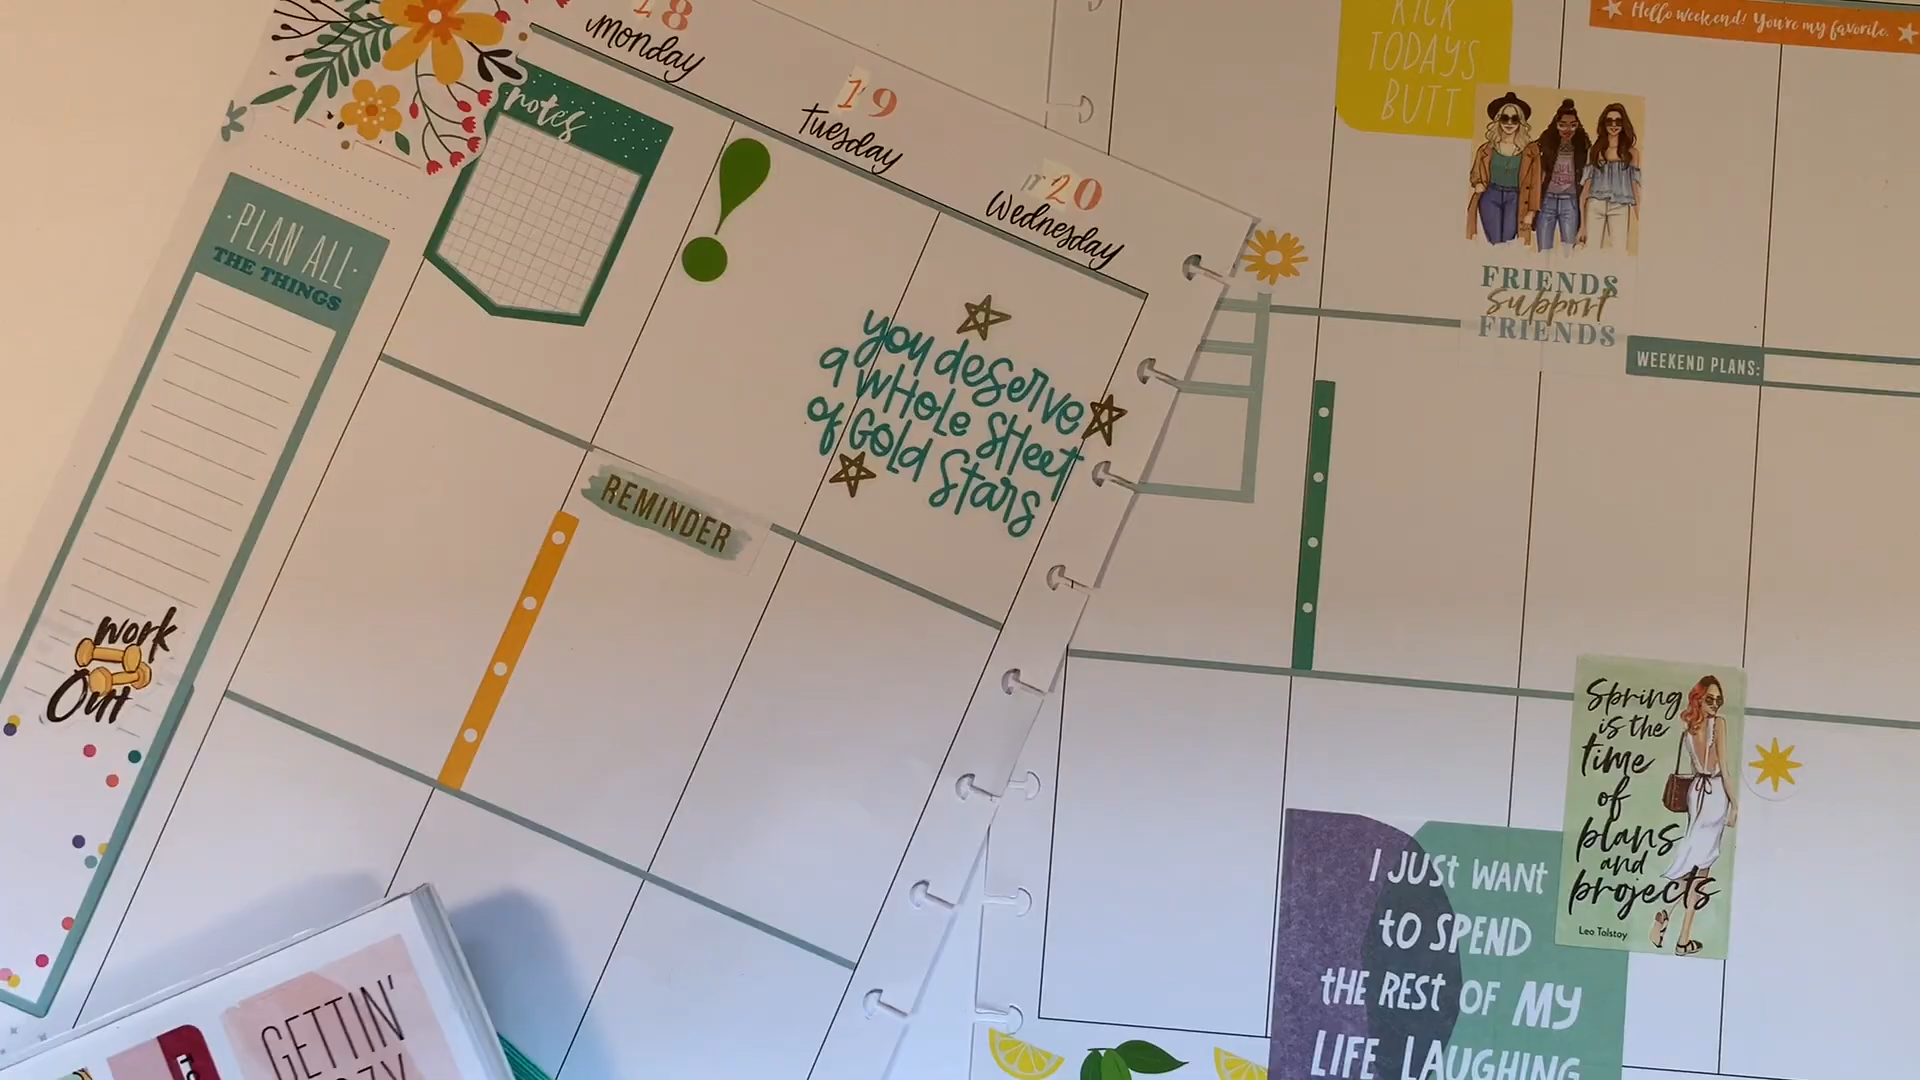 18
Monday
19
Tuesday
20
Wednesday
notes
PLAN ALL
THE THINGS
you deserve
a whole sheet
of Gold Stars
REMINDER
work
Out
GETTIN'
KICK
TODAY'S
BUTT
Hello weekend! You're my favorite.
FRIENDS
support
FRIENDS
WEEKEND PLANS:
Spring
is the
time
of
plans
and
projects
Leo Tolstoy
I JUST WANT
to SPEND
tHE REST OF MY
LIFE LAUGHING